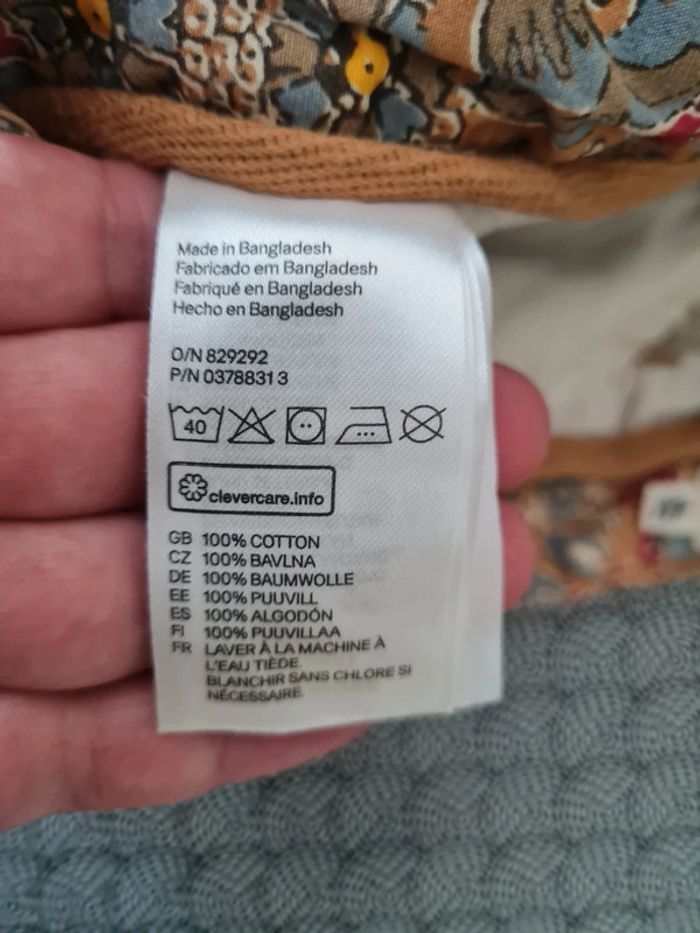 Made in Bangladesh
Fabricado em Bangladesh
Fabriqué en Bangladesh
Hecho en Bangladesh
O/N 829292
P/N 03788313
40
clevercare.info
GB 100% COTTON
CZ 100% BAVLNA
DE 100% BAUMWOLLE
EE 100% PUUVILL
ES 100% ALGODÓN
FI 100% PUUVILLAA
FR LAVER À LA MACHINE À
L'EAU TIÈDE.
BLANCHIR SANS CHLORE SI
NÉCESSAIRE.